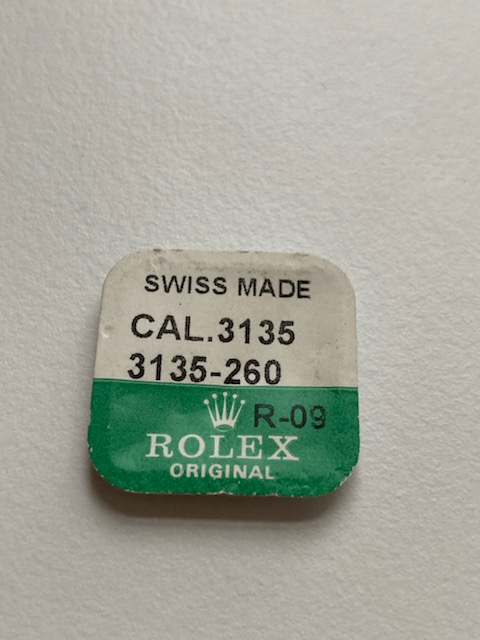 SWISS MADE
CAL.3135
3135-260
R-09
ROLEX
ORIGINAL